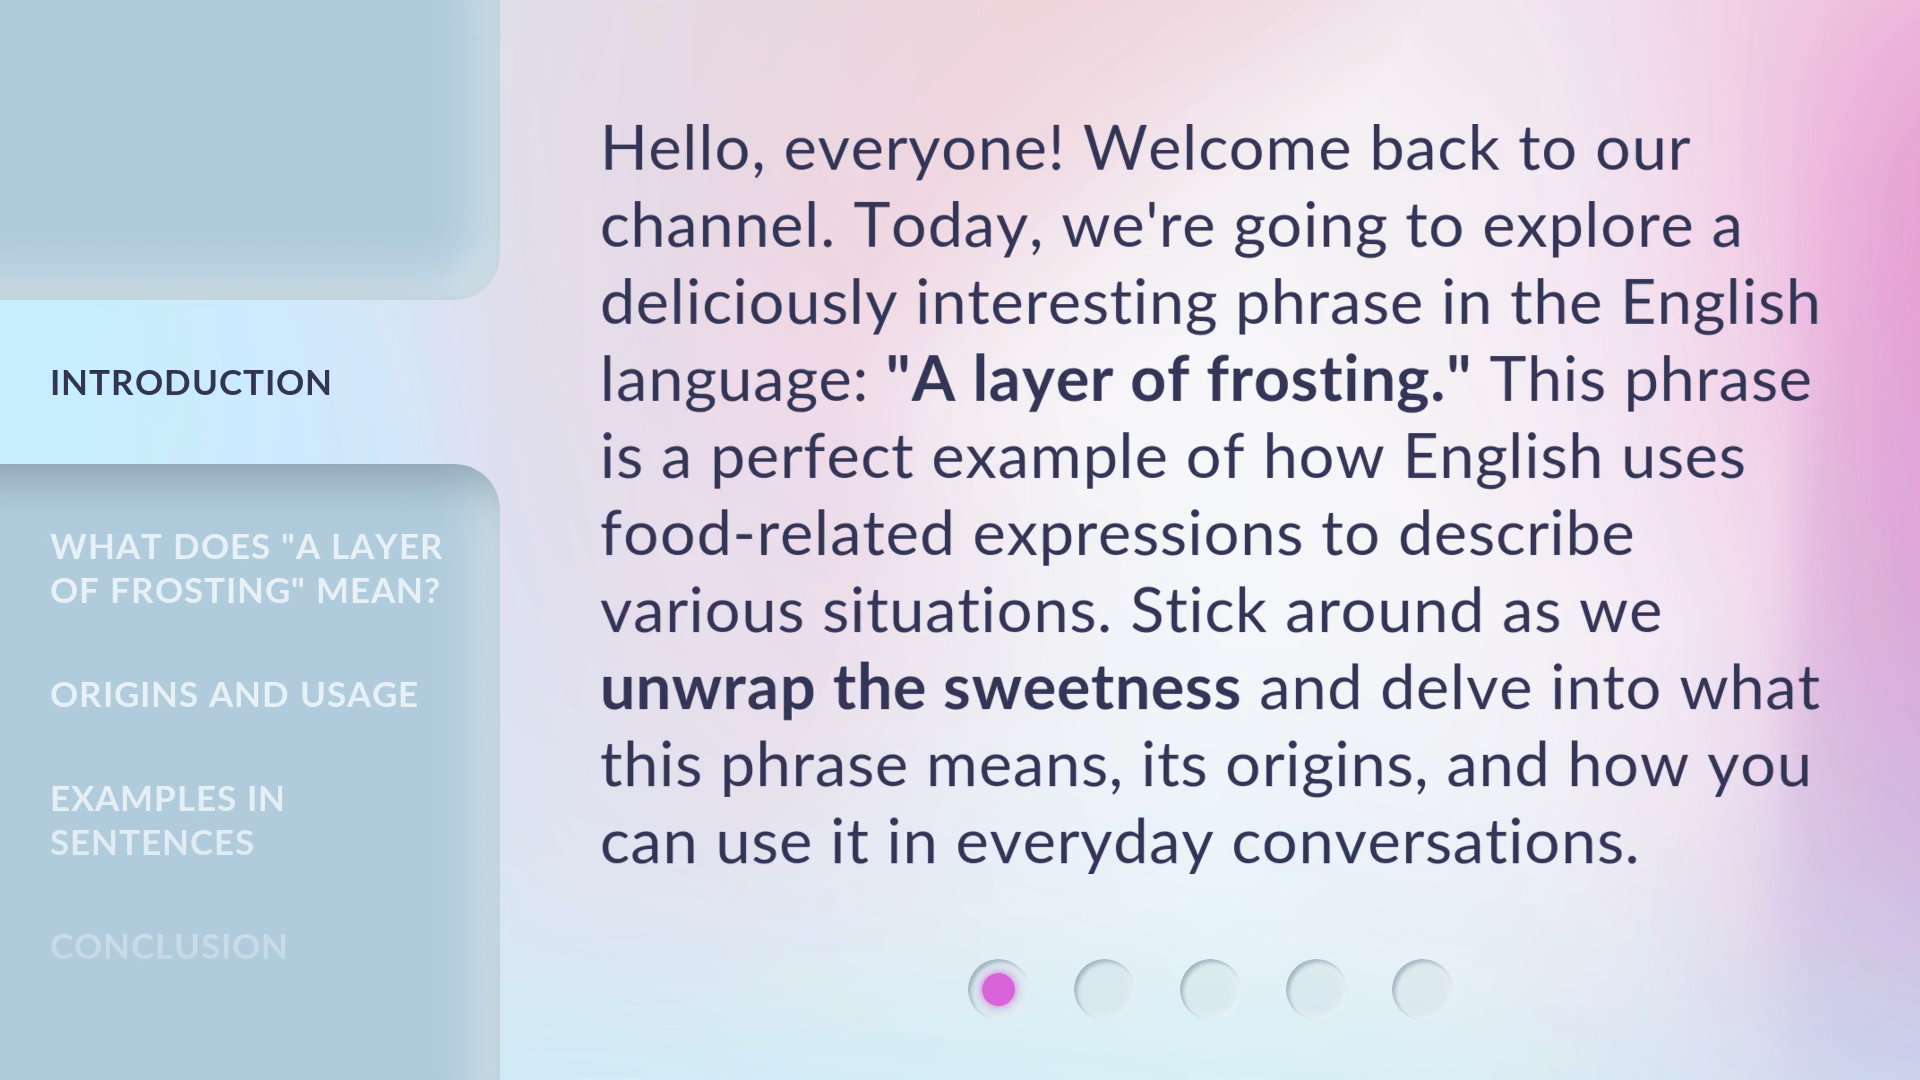 INTRODUCTION
WHAT DOES "A LAYER
OF FROSTING" MEAN?
ORIGINS AND USAGE
EXAMPLES IN
SENTENCES
CONCLUSION
Hello, everyone! Welcome back to our
channel. Today, we're going to explore a
deliciously interesting phrase in the English
language: "A layer of frosting." This phrase
is a perfect example of how English uses
food-related expressions to describe
various situations. Stick around as we
unwrap the sweetness and delve into what
this phrase means, its origins, and how you
can use it in everyday conversations.